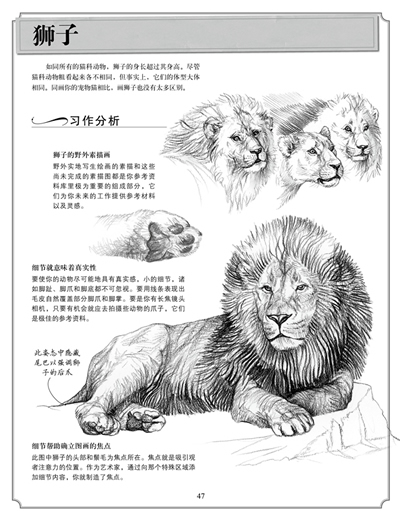 狮子
如同所有的猫科动物，狮子的身长超过其身高，尽管
猫科动物粗看起来各不相同，但事实上，它们的体型大体
相同，同画你的宠物猫相比，画狮子也没有太多区别。
习作分析
狮子的野外素描画
野外实地写生绘画的素描和这些
尚未完成的素描图都是你参考资
料库里极为重要的组成部分，它
们为你未来的工作提供参考材料
以及灵感。
细节就意味着真实性
要使你的动物尽可能地具有真实感，小的细节，诸
如脚趾、脚爪和脚底都不可忽视。要用线条表现出
毛皮自然覆盖部分脚爪和脚掌。要是你有长焦镜头
相机，只要有机会就应去拍摄些动物的爪子，它们
是极佳的参考资料。
此姿态中隐藏
尾巴以强调狮
子的后爪
细节帮助确立图画的焦点
此图中狮子的头部和鬃毛为焦点所在。焦点就是吸引观
者注意力的位置。作为艺术家，通过向那个特殊区域添
加细节内容，你就制造了焦点。
47